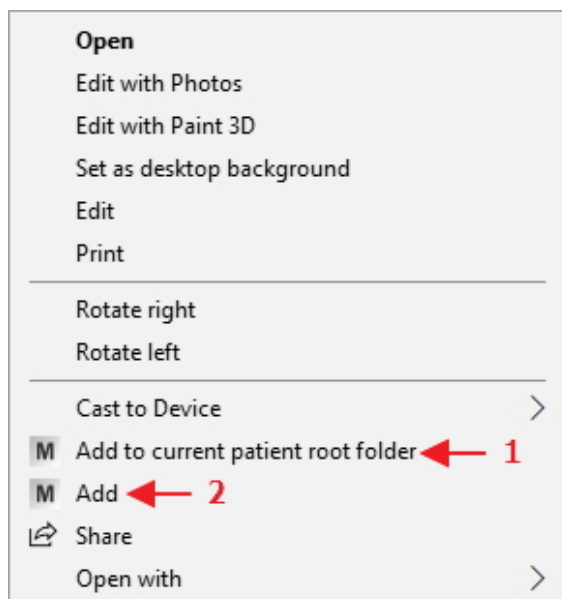 Open
Edit with Photos
Edit with Paint 3D
Set as desktop background
Edit
Print
Rotate right
Rotate left
Cast to Device
M Add to current patient root folder 1
M Add 2
Share
Open with